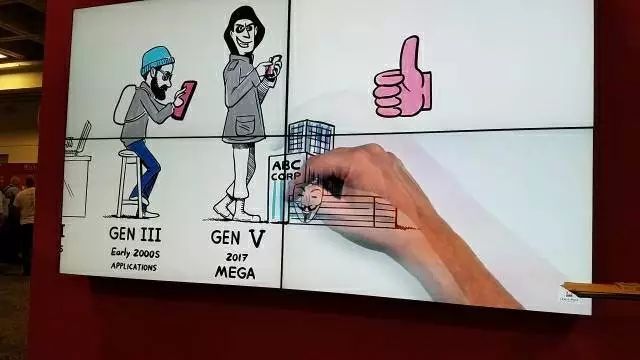 GEN III
Early 2000s
APPLICATIONS
GEN V
2017
MEGA
ABC
CORP